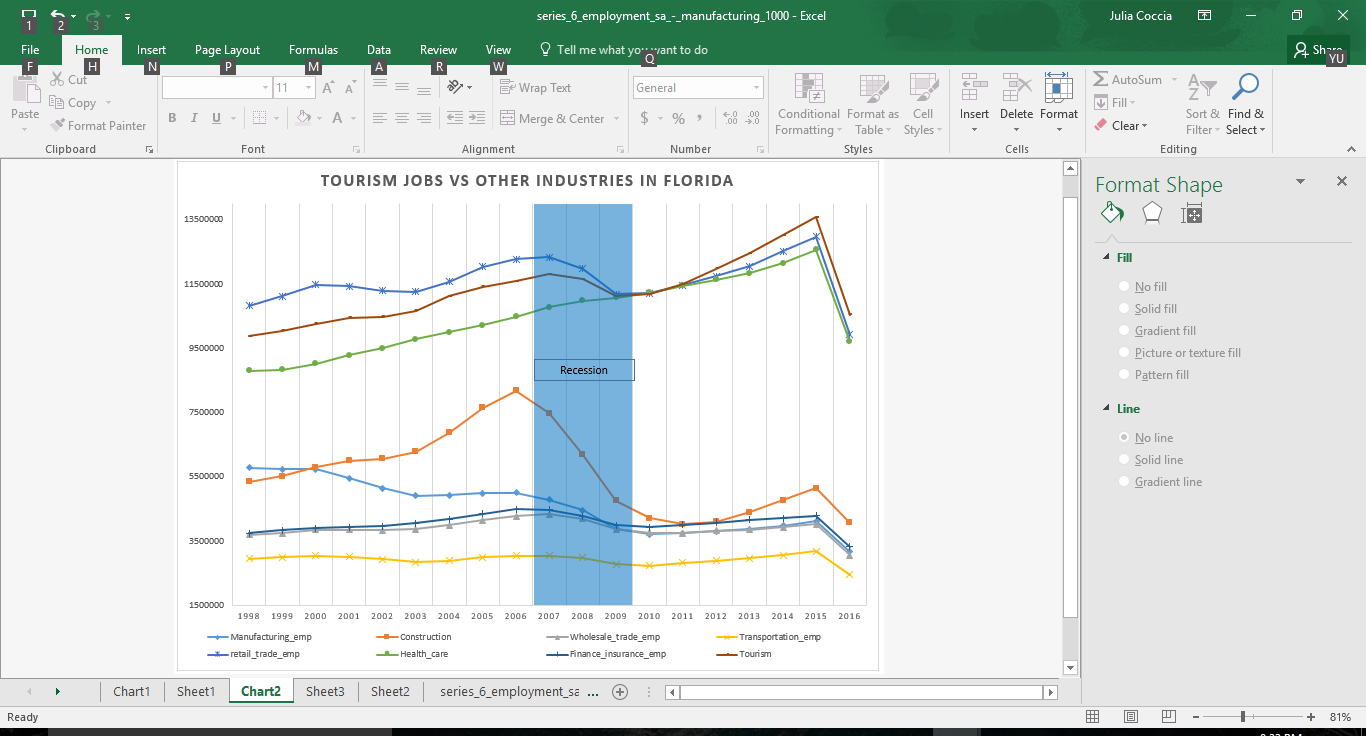 series_6_employment_sa_-_manufacturing_1000 - Excel
Julia Coccia
1 2 3
File Home Insert Page Layout Formulas Data Review View Tell me what you want to do Share
F H N P M A R W Q YU
Cut
Copy
Format Painter
Paste
Clipboard
11
B I U A
Font
Wrap Text
Merge & Center
Alignment
General
$ % ,
Number
Conditional Formatting
Format as Table
Cell Styles
Styles
Insert Delete Format
Cells
AutoSum
Fill
Clear
Sort & Filter
Find & Select
Editing
TOURISM JOBS VS OTHER INDUSTRIES IN FLORIDA
13500000
11500000
9500000
7500000
5500000
3500000
1500000
Recession
1998 1999 2000 2001 2002 2003 2004 2005 2006 2007 2008 2009 2010 2011 2012 2013 2014 2015 2016
Manufacturing_emp Construction Wholesale_trade_emp Transportation_emp
retail_trade_emp Health_care Finance_insurance_emp Tourism
Format Shape
Fill
No fill
Solid fill
Gradient fill
Picture or texture fill
Pattern fill
Line
No line
Solid line
Gradient line
Chart1 Sheet1 Chart2 Sheet3 Sheet2 series_6_employment_sa ...
Ready
81%